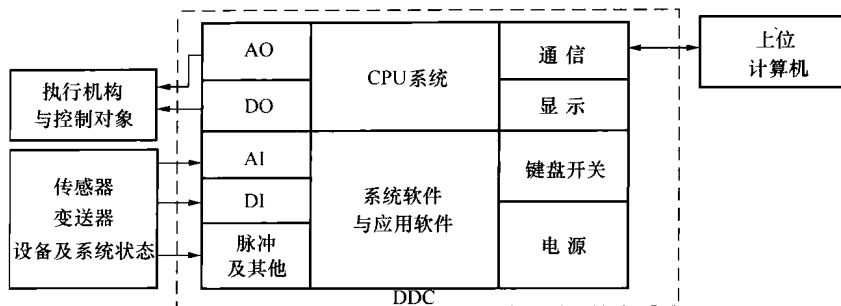 AO
DO
AI
DI
脉冲
及其他
CPU系统
系统软件
与应用软件
通信
显示
键盘开关
电源
上位
计算机
执行机构
与控制对象
传感器
变送器
设备及系统状态
DDC